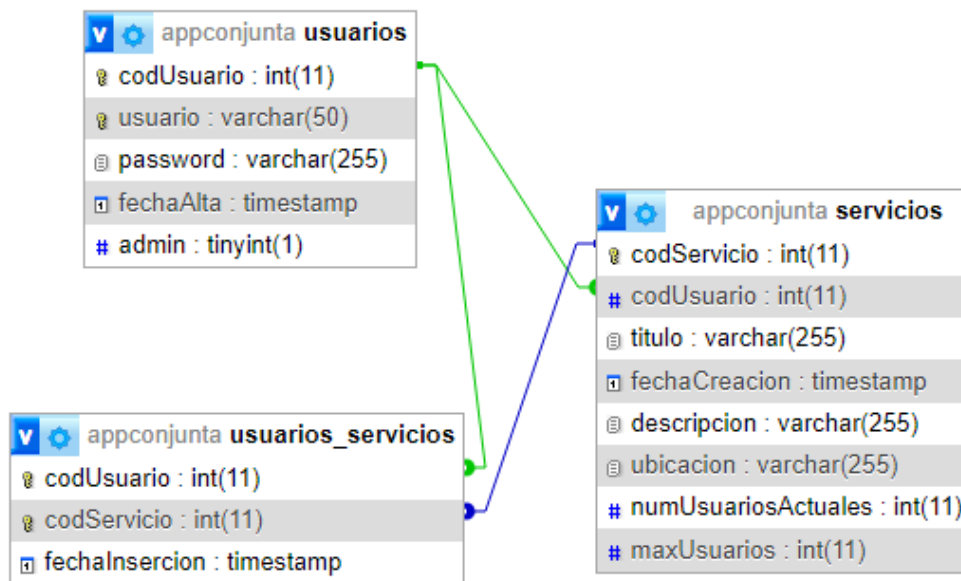 appconjunta usuarios
codUsuario : int(11)
usuario : varchar(50)
password : varchar(255)
fechaAlta : timestamp
admin : tinyint(1)
appconjunta servicios
codServicio : int(11)
codUsuario : int(11)
titulo : varchar(255)
fechaCreacion : timestamp
descripcion : varchar(255)
ubicacion : varchar(255)
numUsuariosActuales : int(11)
maxUsuarios : int(11)
appconjunta usuarios_servicios
codUsuario : int(11)
codServicio : int(11)
fechaInsercion : timestamp